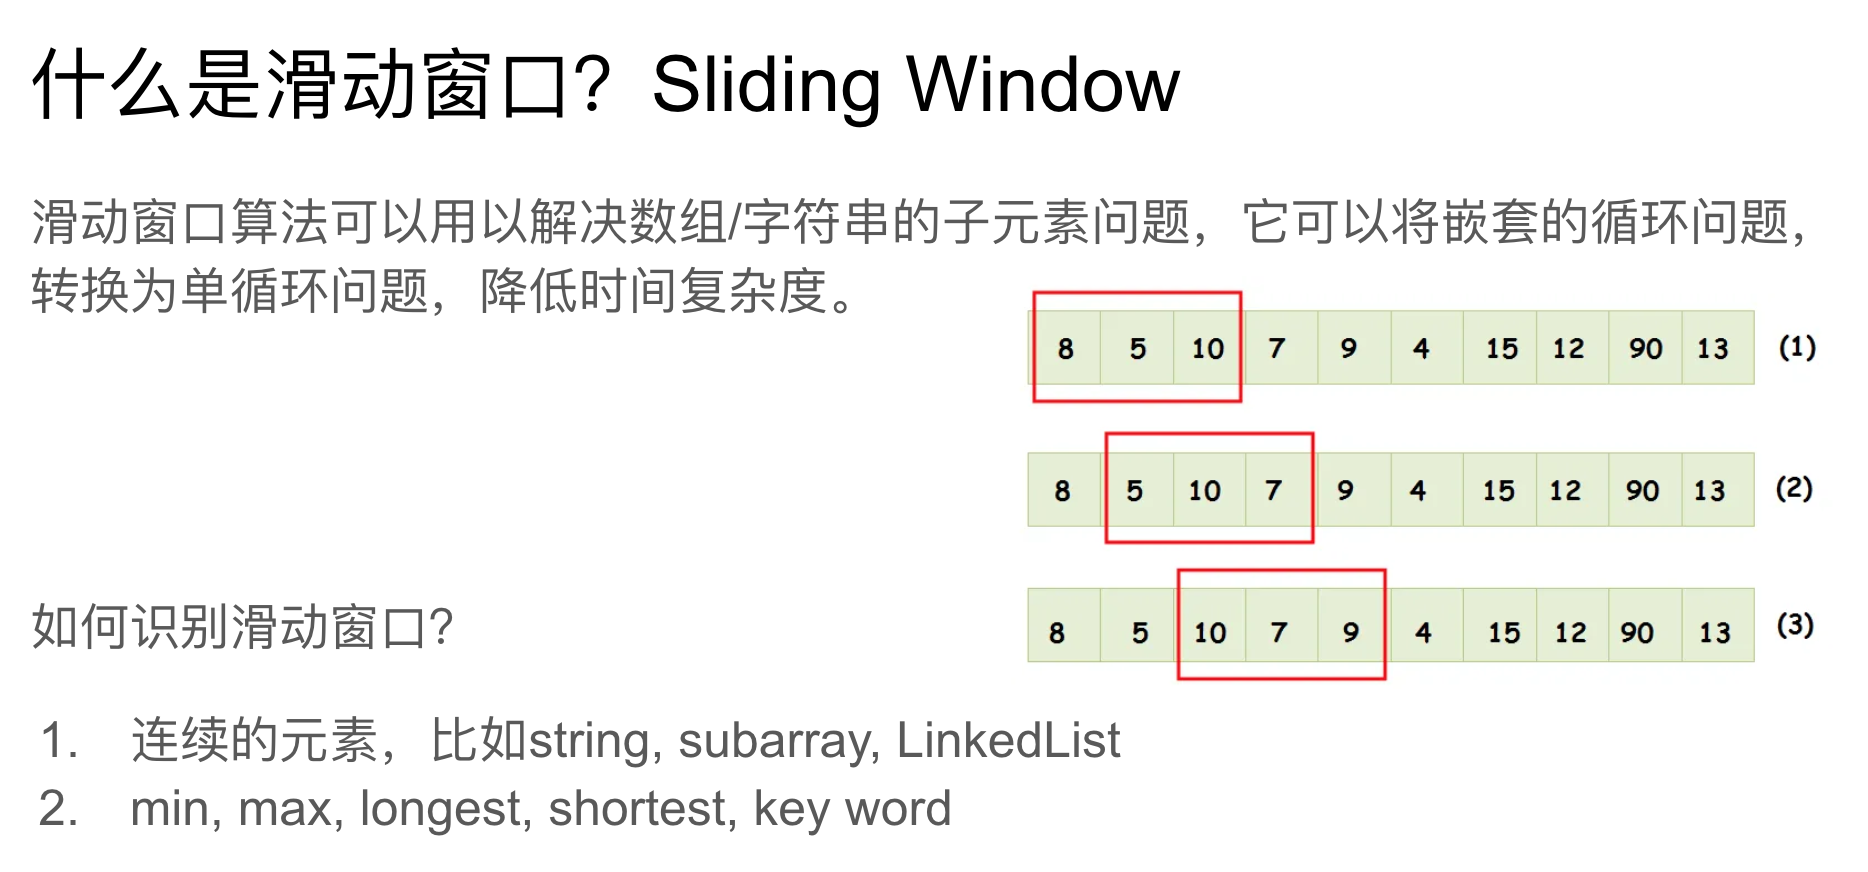 什么是滑动窗口？Sliding Window
滑动窗口算法可以用以解决数组/字符串的子元素问题，它可以将嵌套的循环问题，
转换为单循环问题，降低时间复杂度。
8 5 10 7 9 4 15 12 90 13 (1)
8 5 10 7 9 4 15 12 90 13 (2)
8 5 10 7 9 4 15 12 90 13 (3)
如何识别滑动窗口?
1. 连续的元素，比如string, subarray, LinkedList
2. min, max, longest, shortest, key word